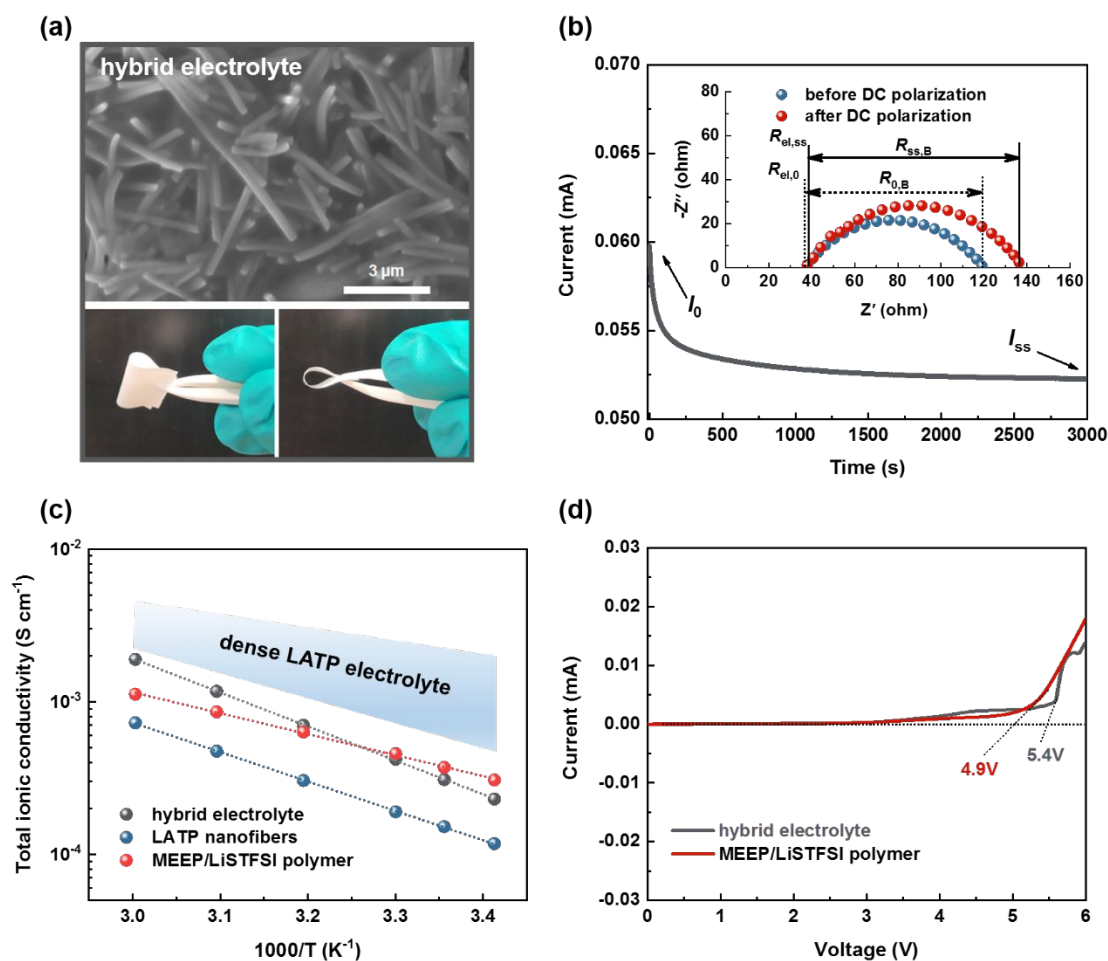 (a)
hybrid electrolyte
3 μm
(b)
0.070
0.065
0.060
0.055
0.050
Current (mA)
0
500
1000
1500
2000
2500
3000
Time (s)
I0
Iss
80
60
40
20
0
-Z″ (ohm)
before DC polarization
after DC polarization
Rel,ss
Rss,B
Rel,0
R0,B
0
20
40
60
80
100
120
140
160
Z′ (ohm)
(c)
10-2
10-3
10-4
Total ionic conductivity (S cm-1)
dense LATP electrolyte
hybrid electrolyte
LATP nanofibers
MEEP/LiSTFSI polymer
3.0
3.1
3.2
3.3
3.4
1000/T (K-1)
(d)
0.03
0.02
0.01
0.00
-0.01
-0.02
-0.03
Current (mA)
4.9V
5.4V
hybrid electrolyte
MEEP/LiSTFSI polymer
0
1
2
3
4
5
6
Voltage (V)